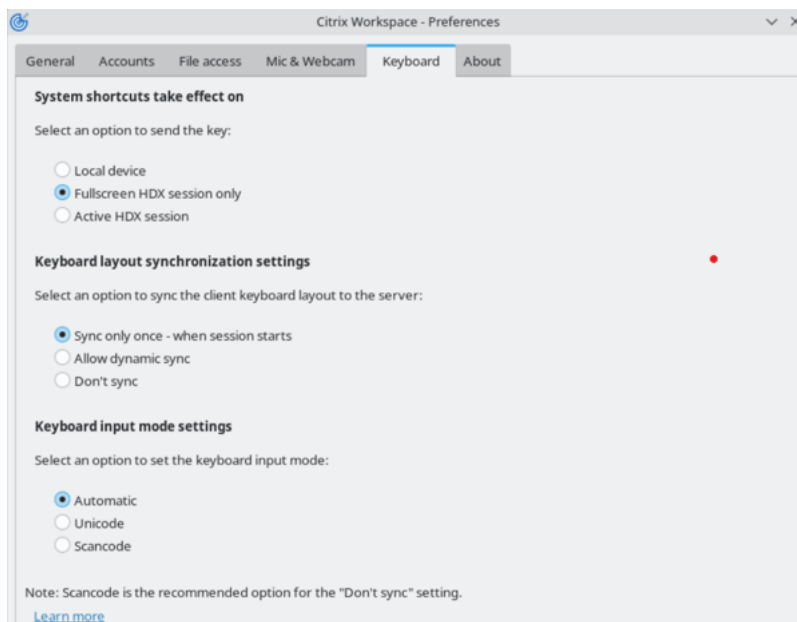 Citrix Workspace - Preferences
General Accounts File access Mic & Webcam Keyboard About
System shortcuts take effect on
Select an option to send the key:
Local device
Fullscreen HDX session only
Active HDX session
Keyboard layout synchronization settings
Select an option to sync the client keyboard layout to the server:
Sync only once - when session starts
Allow dynamic sync
Don't sync
Keyboard input mode settings
Select an option to set the keyboard input mode:
Automatic
Unicode
Scancode
Note: Scancode is the recommended option for the "Don't sync" setting.
Learn more